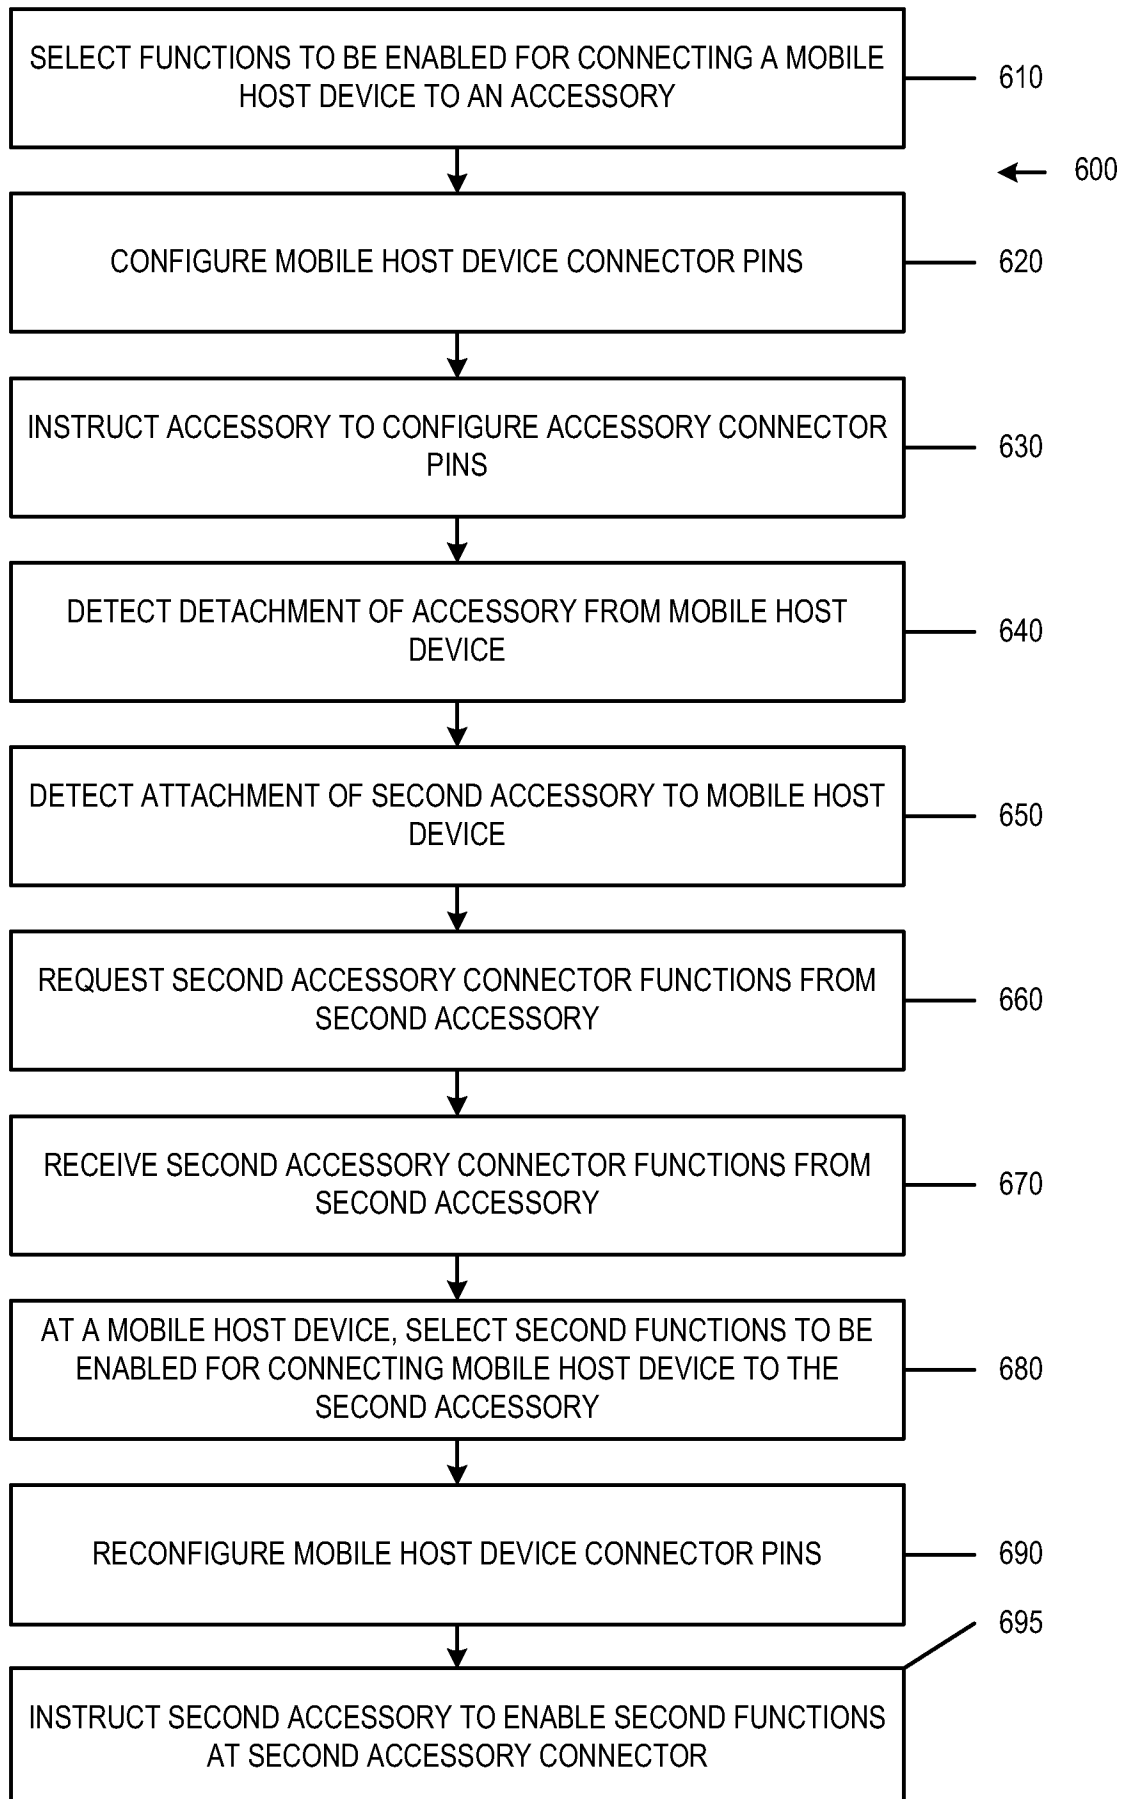 SELECT FUNCTIONS TO BE ENABLED FOR CONNECTING A MOBILE
HOST DEVICE TO AN ACCESSORY
610
600
CONFIGURE MOBILE HOST DEVICE CONNECTOR PINS
620
INSTRUCT ACCESSORY TO CONFIGURE ACCESSORY CONNECTOR
PINS
630
DETECT DETACHMENT OF ACCESSORY FROM MOBILE HOST
DEVICE
640
DETECT ATTACHMENT OF SECOND ACCESSORY TO MOBILE HOST
DEVICE
650
REQUEST SECOND ACCESSORY CONNECTOR FUNCTIONS FROM
SECOND ACCESSORY
660
RECEIVE SECOND ACCESSORY CONNECTOR FUNCTIONS FROM
SECOND ACCESSORY
670
AT A MOBILE HOST DEVICE, SELECT SECOND FUNCTIONS TO BE
ENABLED FOR CONNECTING MOBILE HOST DEVICE TO THE
SECOND ACCESSORY
680
RECONFIGURE MOBILE HOST DEVICE CONNECTOR PINS
690
695
INSTRUCT SECOND ACCESSORY TO ENABLE SECOND FUNCTIONS
AT SECOND ACCESSORY CONNECTOR